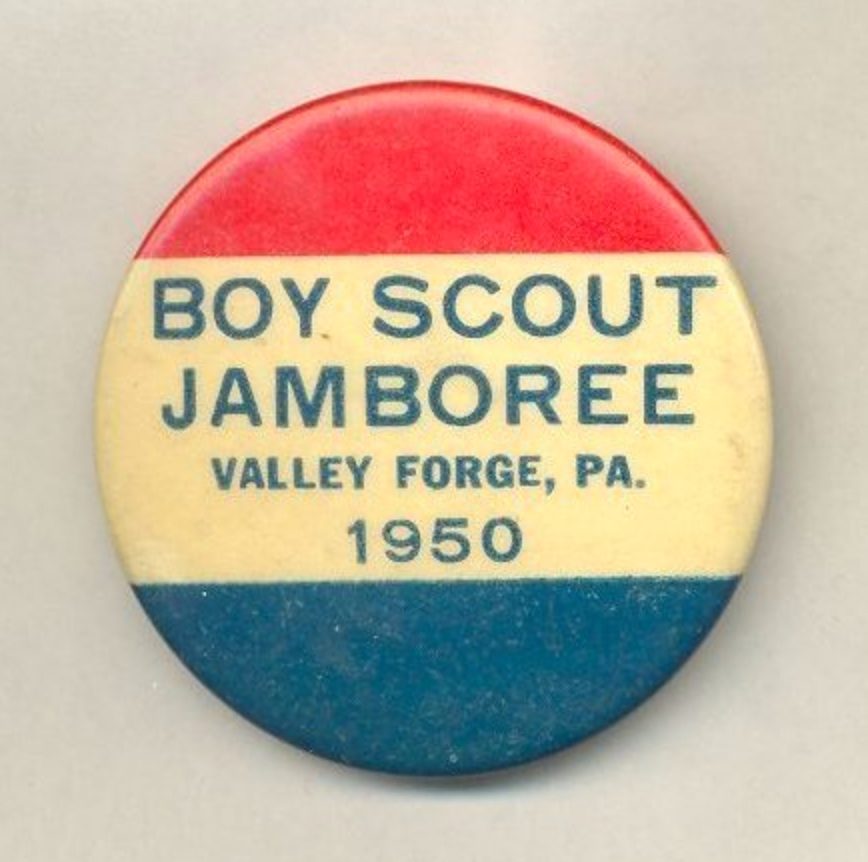 BOY SCOUT
JAMBOREE
VALLEY FORGE, PA.
1950